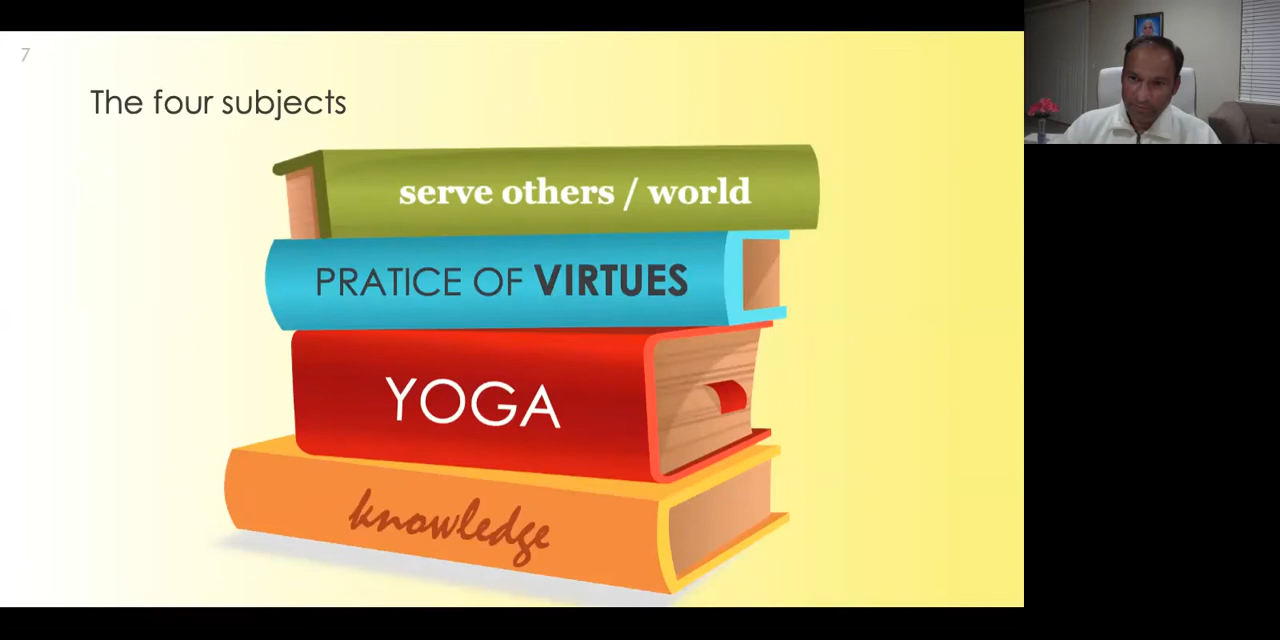 7
The four subjects
serve others / world
PRATICE OF VIRTUES
YOGA
knowledge